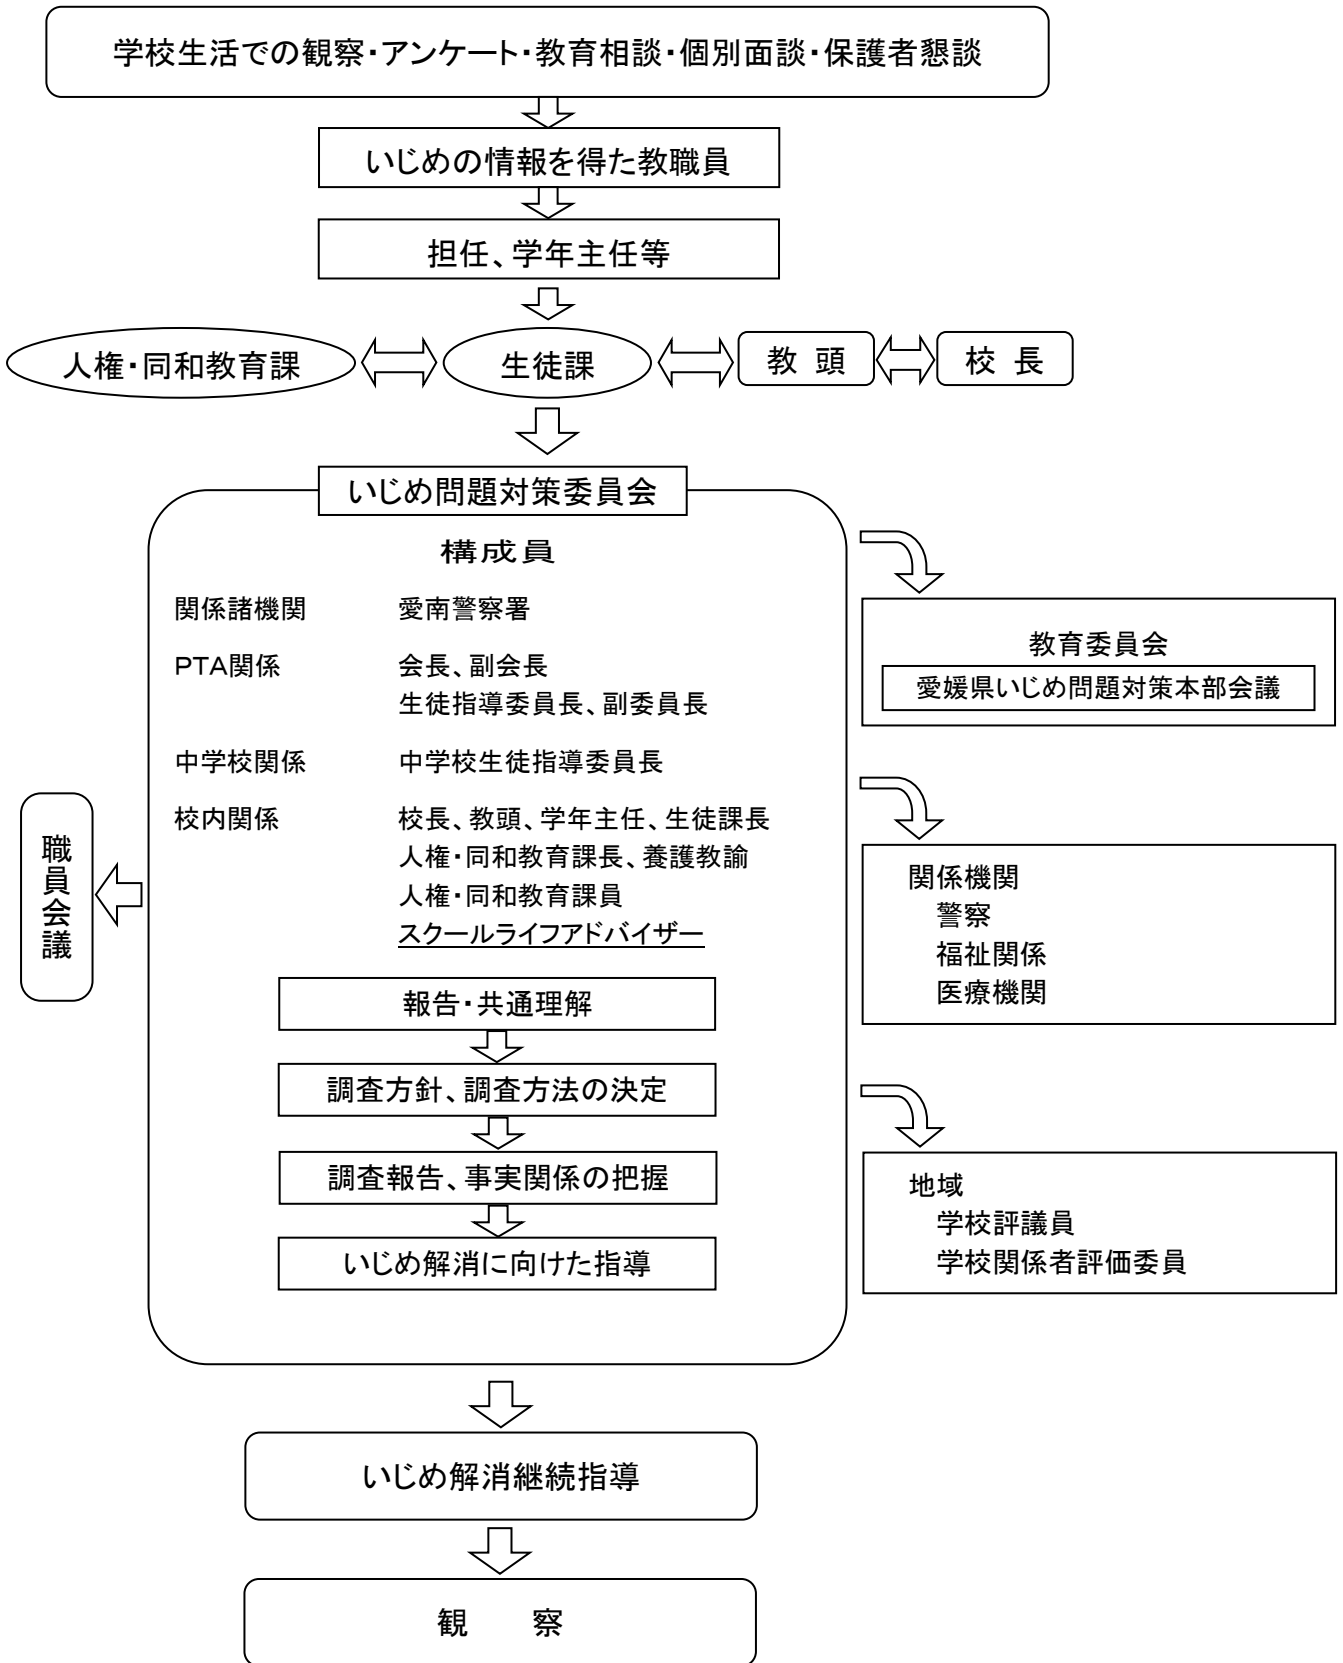 学校生活での観察・アンケート・教育相談・個別面談・保護者懇談
いじめの情報を得た教職員
担任、学年主任等
人権・同和教育課
生徒課
教 頭
校 長
いじめ問題対策委員会
構成員
関係諸機関 愛南警察署
PTA関係 会長、副会長
生徒指導委員長、副委員長
中学校関係 中学校生徒指導委員長
校内関係 校長、教頭、学年主任、生徒課長
人権・同和教育課長、養護教諭
人権・同和教育課員
スクールライフアドバイザー
報告・共通理解
調査方針、調査方法の決定
調査報告、事実関係の把握
いじめ解消に向けた指導
職員会議
教育委員会
愛媛県いじめ問題対策本部会議
関係機関
警察
福祉関係
医療機関
地域
学校評議員
学校関係者評価委員
いじめ解消継続指導
観 察